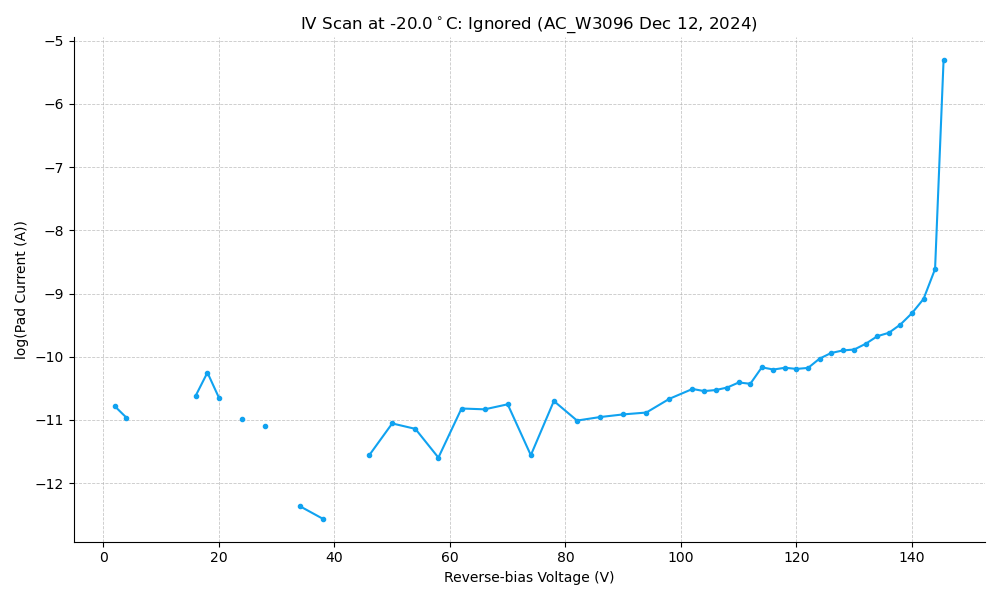 IV Scan at -20.0°C: Ignored (AC_W3096 Dec 12, 2024)
log(Pad Current (A))
−5
−6
−7
−8
−9
−10
−11
−12
0 20 40 60 80 100 120 140
Reverse-bias Voltage (V)